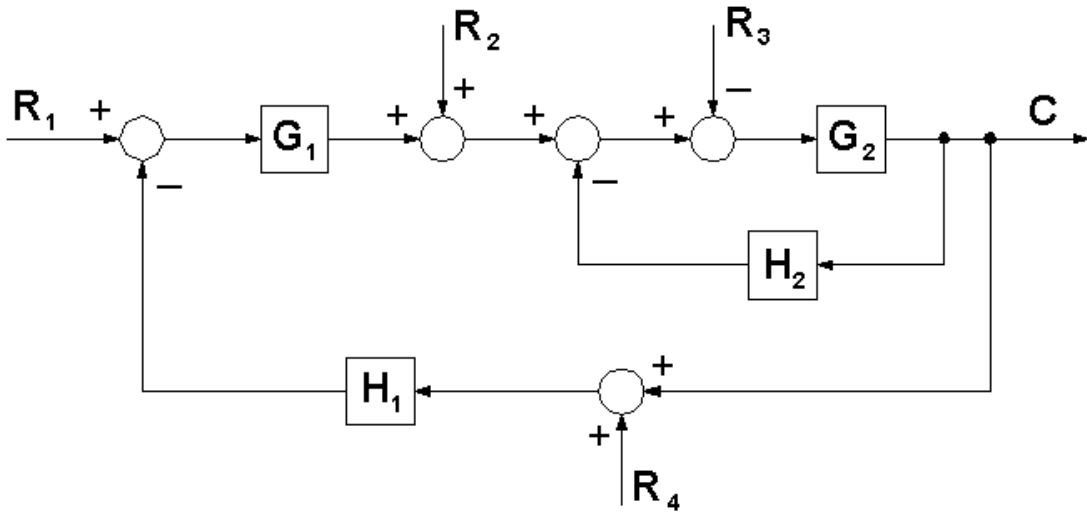 R₂
R₃
R₁ + + + + + − C
G₁
G₂
− −
H₂
H₁ +
+
R₄